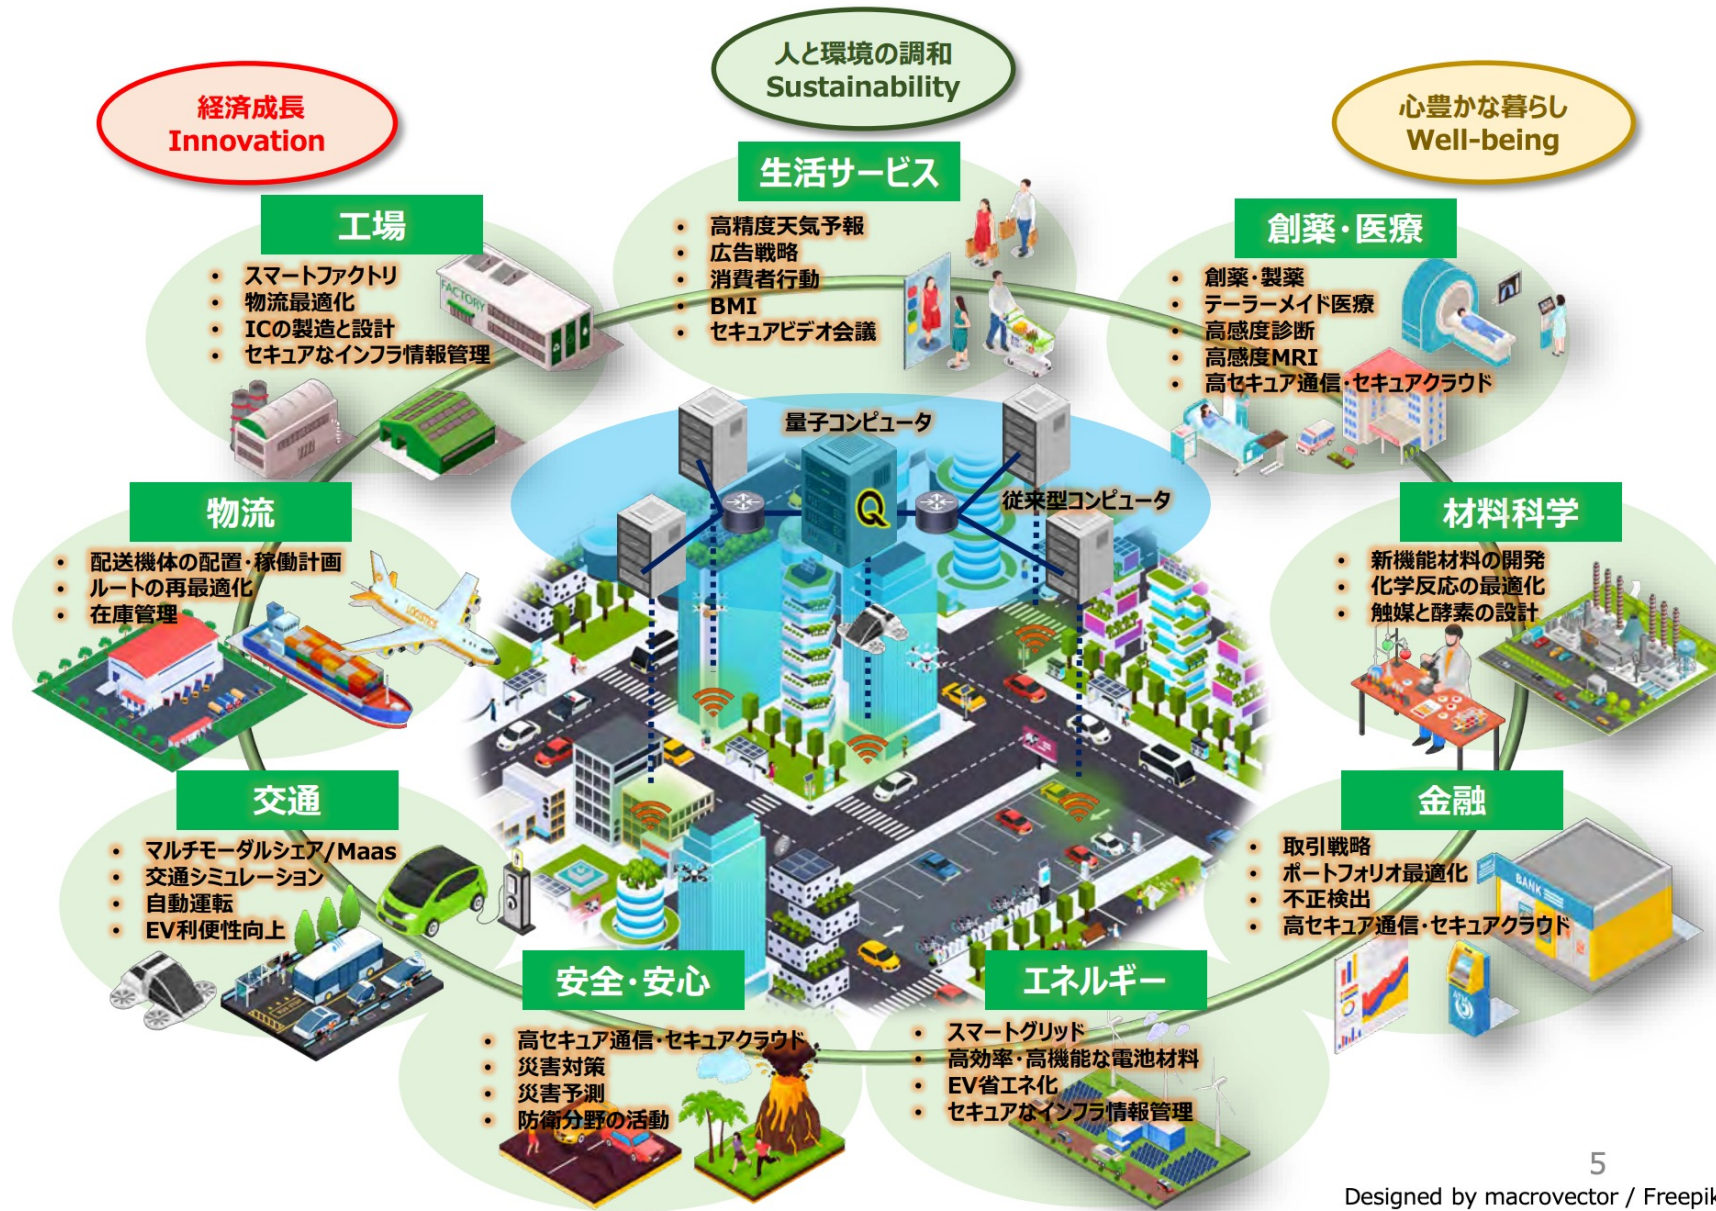 人と環境の調和
Sustainability
経済成長
Innovation
心豊かな暮らし
Well-being
生活サービス
• 高精度天気予報
• 広告戦略
• 消費者行動
• BMI
• セキュアビデオ会議
工場
• スマートファクトリ
• 物流最適化
• ICの製造と設計
• セキュアなインフラ情報管理
FACTORY
創薬・医療
• 創薬・製薬
• テーラーメイド医療
• 高感度診断
• 高感度MRI
• 高セキュア通信・セキュアクラウド
量子コンピュータ
Q
従来型コンピュータ
物流
• 配送機体の配置・稼働計画
• ルートの再最適化
• 在庫管理
LOGISTICS
材料科学
• 新機能材料の開発
• 化学反応の最適化
• 触媒と酵素の設計
交通
• マルチモーダルシェア/Maas
• 交通シミュレーション
• 自動運転
• EV利便性向上
金融
• 取引戦略
• ポートフォリオ最適化
• 不正検出
• 高セキュア通信・セキュアクラウド
BANK
ATM
安全・安心
• 高セキュア通信・セキュアクラウド
• 災害対策
• 災害予測
• 防衛分野の活動
エネルギー
• スマートグリッド
• 高効率・高機能な電池材料
• EV省エネ化
• セキュアなインフラ情報管理
5
Designed by macrovector / Freepik